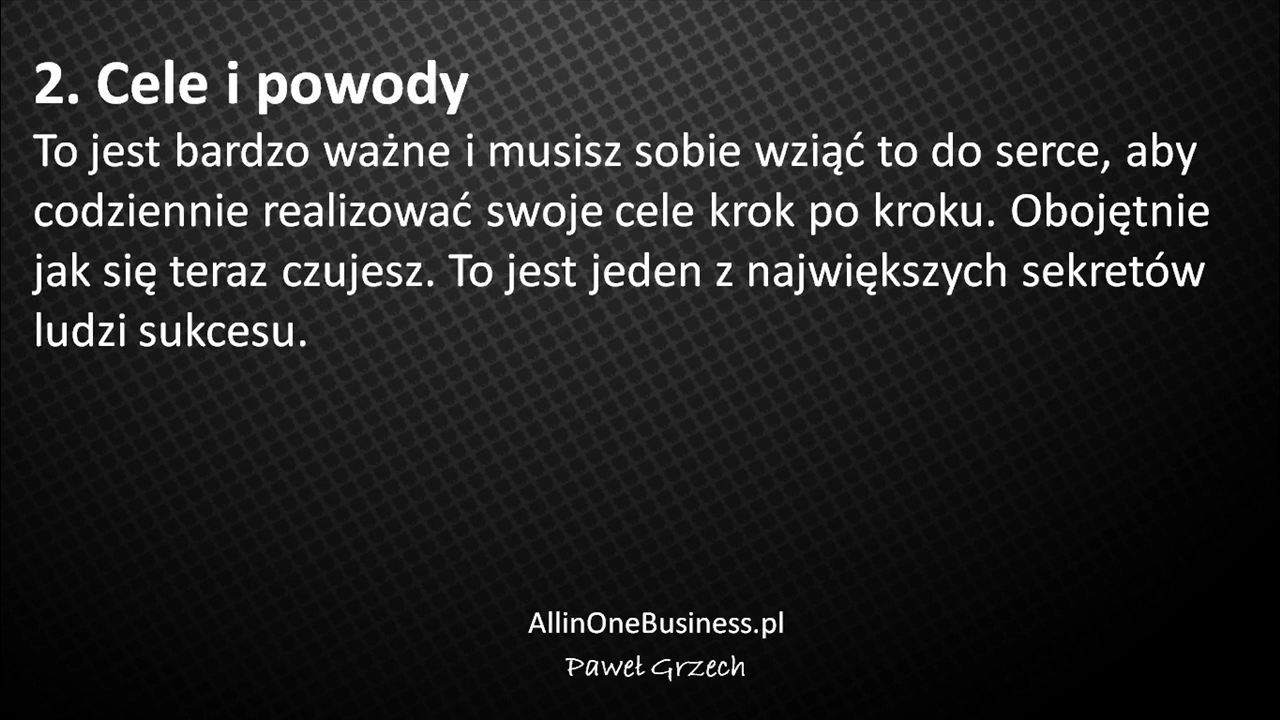 2. Cele i powody
To jest bardzo ważne i musisz sobie wziąć to do serce, aby
codziennie realizować swoje cele krok po kroku. Obojętnie
jak się teraz czujesz. To jest jeden z największych sekretów
ludzi sukcesu.
AllinOneBusiness.pl
Paweł Grzech